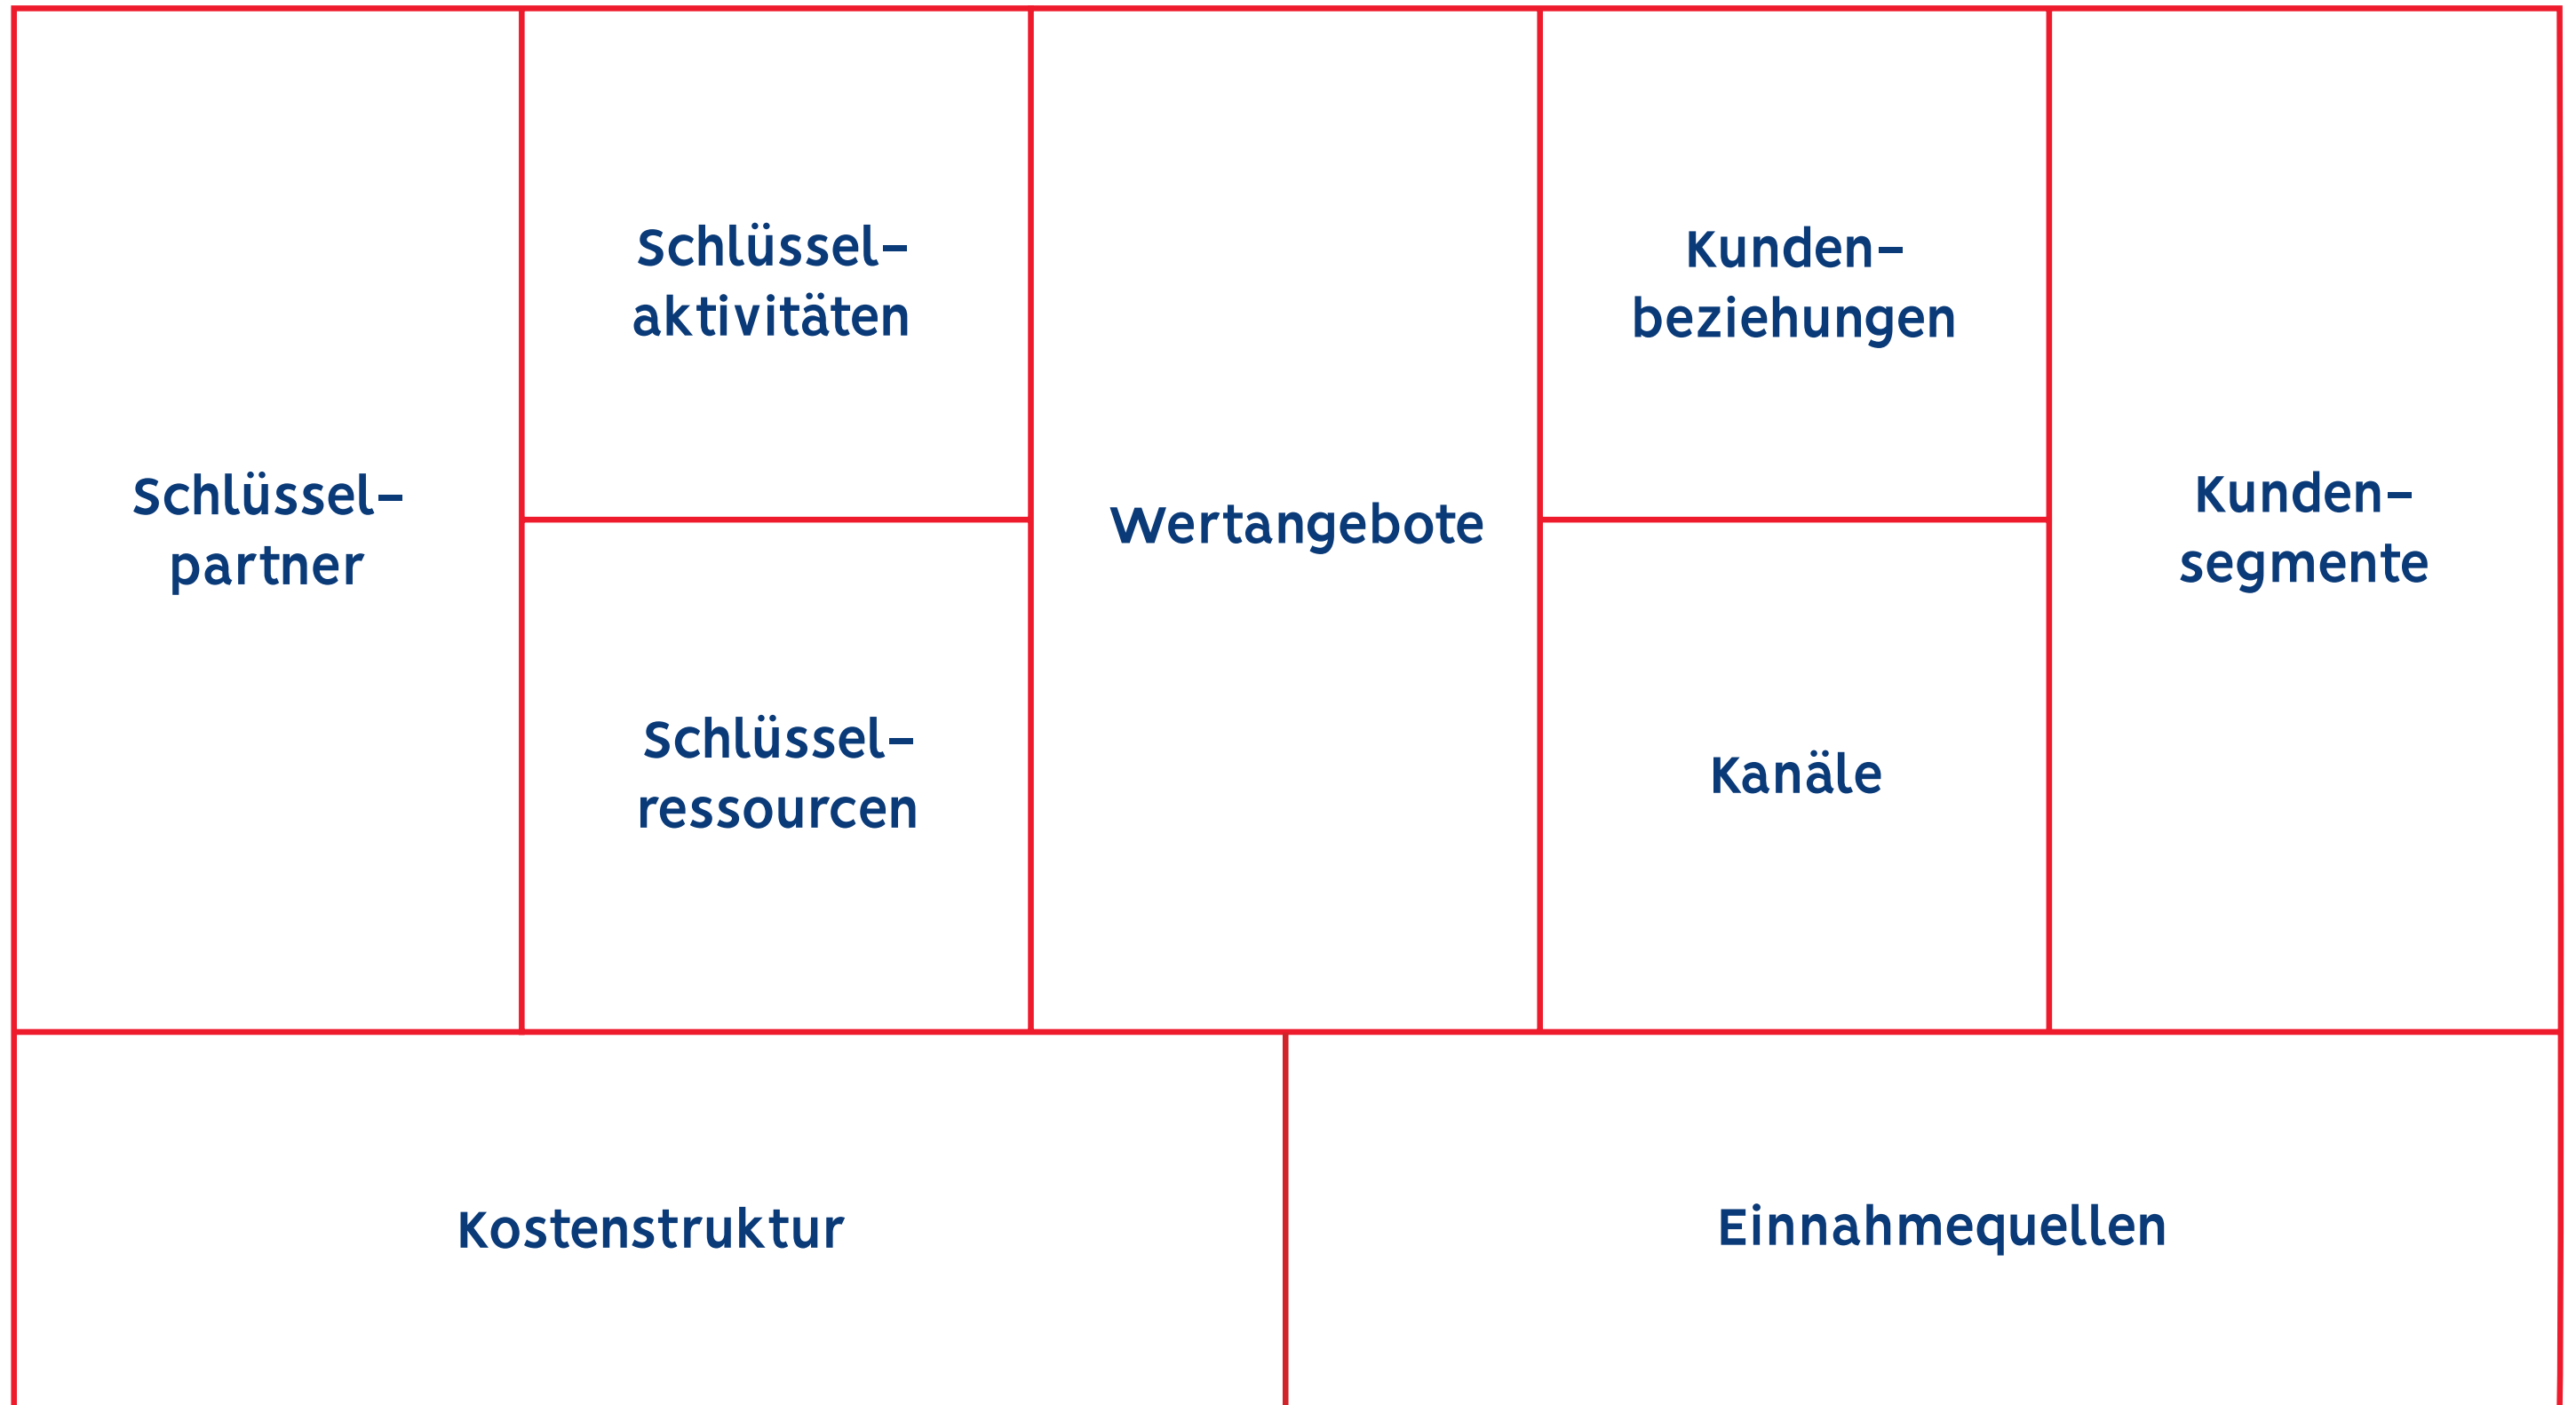 Schlüssel-
partner
Schlüssel-
aktivitäten
Schlüssel-
ressourcen
Wertangebote
Kunden-
beziehungen
Kanäle
Kunden-
segmente
Kostenstruktur
Einnahmequellen